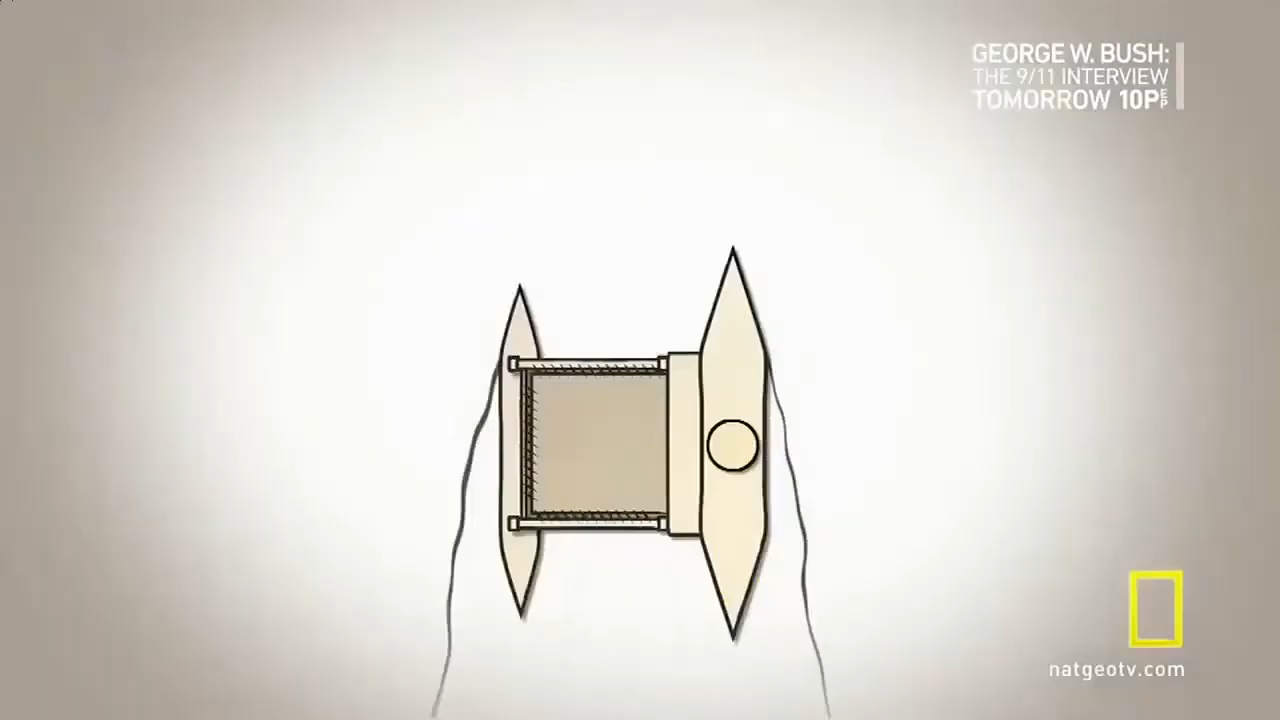 GEORGE W. BUSH:
THE 9/11 INTERVIEW
TOMORROW 10P E P
natgeotv.com